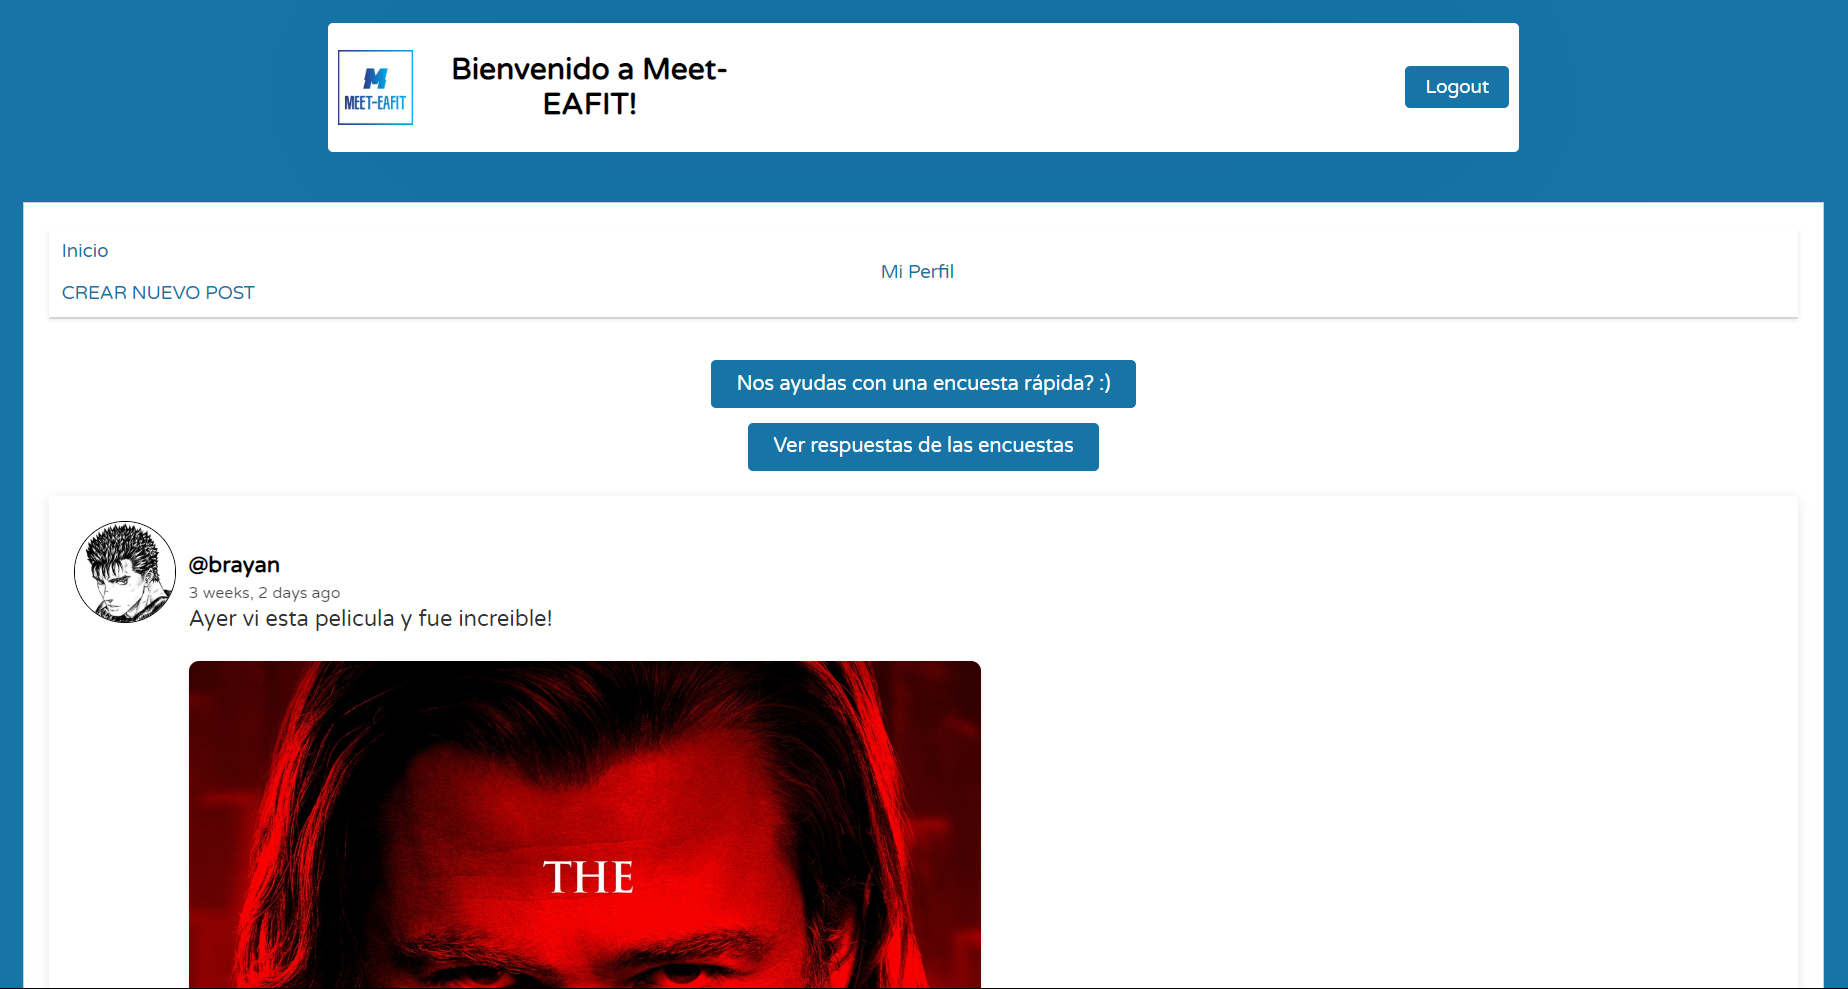 MEET-EAFIT
Bienvenido a Meet-
EAFIT!
Logout
Inicio
CREAR NUEVO POST
Mi Perfil
Nos ayudas con una encuesta rápida? :)
Ver respuestas de las encuestas
@brayan
3 weeks, 2 days ago
Ayer vi esta pelicula y fue increible!
THE